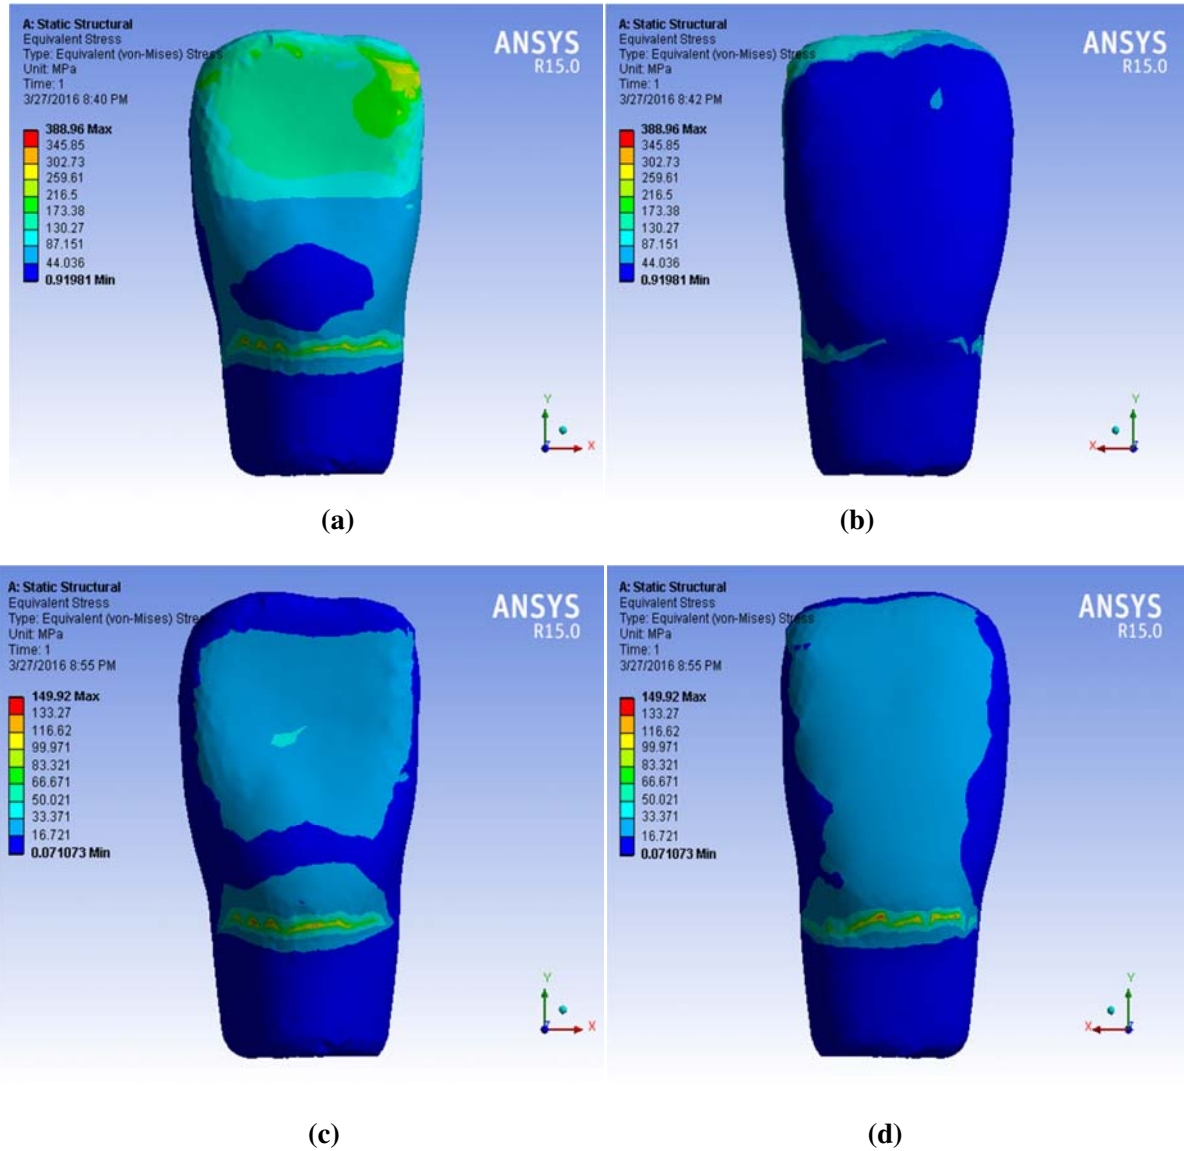 A: Static Structural
Equivalent Stress
Type: Equivalent (von-Mises) Stress
Unit: MPa
Time: 1
3/27/2016 8:40 PM
388.96 Max
345.85
302.73
259.61
216.5
173.38
130.27
87.151
44.036
0.91981 Min
ANSYS
R15.0
Y
X
(a)
A: Static Structural
Equivalent Stress
Type: Equivalent (von-Mises) Stress
Unit: MPa
Time: 1
3/27/2016 8:42 PM
388.96 Max
345.85
302.73
259.61
216.5
173.38
130.27
87.151
44.036
0.91981 Min
ANSYS
R15.0
Y
X
(b)
A: Static Structural
Equivalent Stress
Type: Equivalent (von-Mises) Stress
Unit: MPa
Time: 1
3/27/2016 8:55 PM
149.92 Max
133.27
116.62
99.971
83.321
66.671
50.021
33.371
16.721
0.071073 Min
ANSYS
R15.0
Y
X
(c)
A: Static Structural
Equivalent Stress
Type: Equivalent (von-Mises) Stress
Unit: MPa
Time: 1
3/27/2016 8:55 PM
149.92 Max
133.27
116.62
99.971
83.321
66.671
50.021
33.371
16.721
0.071073 Min
ANSYS
R15.0
Y
X
(d)